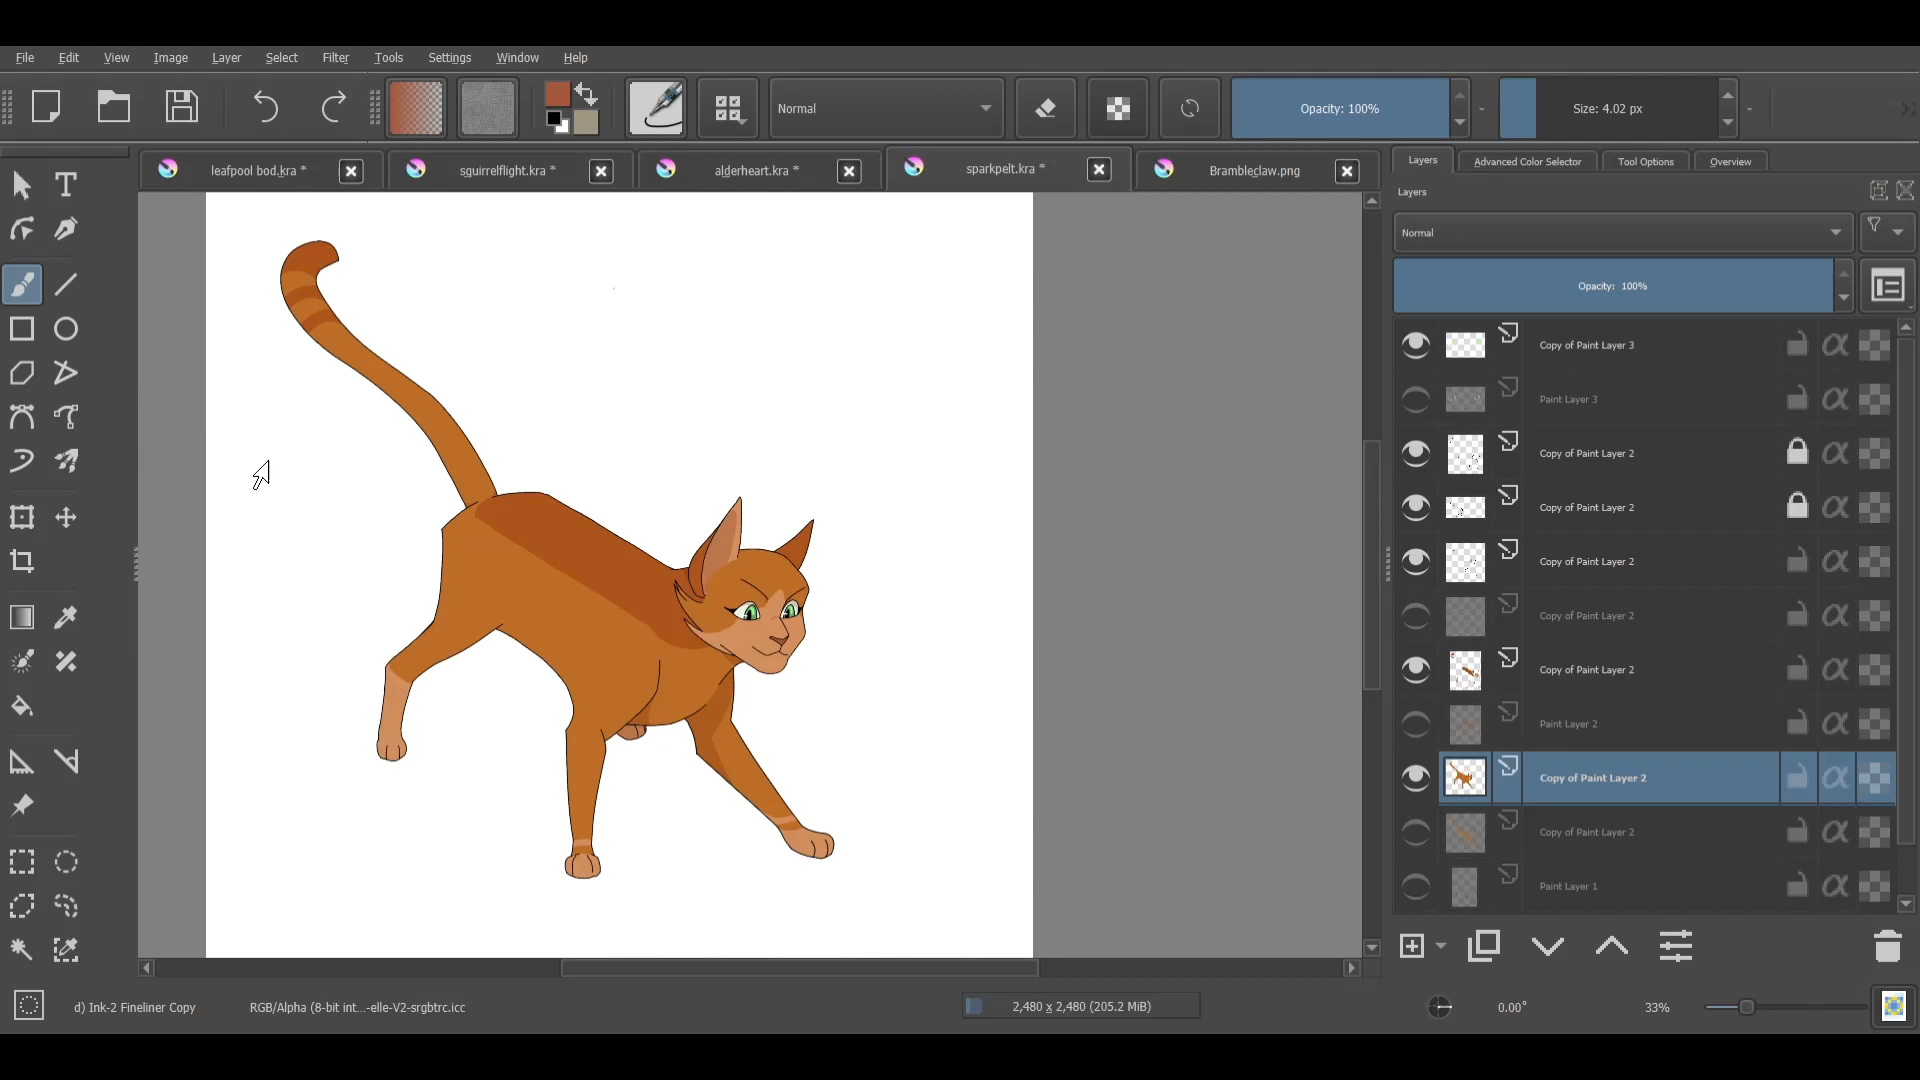 File Edit View Image Layer Select Filter Tools Settings Window Help
Normal Opacity: 100% Size: 4.02 px
leafpool bod.kra * squirrelflight.kra * alderheart.kra * sparkpelt.kra * Brambleclaw.png
Layers Advanced Color Selector Tool Options Overview
Layers
Normal
Opacity: 100%
Copy of Paint Layer 3
Paint Layer 3
Copy of Paint Layer 2
Copy of Paint Layer 2
Copy of Paint Layer 2
Copy of Paint Layer 2
Copy of Paint Layer 2
Paint Layer 2
Copy of Paint Layer 2
Copy of Paint Layer 2
Paint Layer 1
d) Ink-2 Fineliner Copy RGB/Alpha (8-bit int...-elle-V2-srgbtrc.icc 2,480 x 2,480 (205.2 MiB) 0.00° 33%